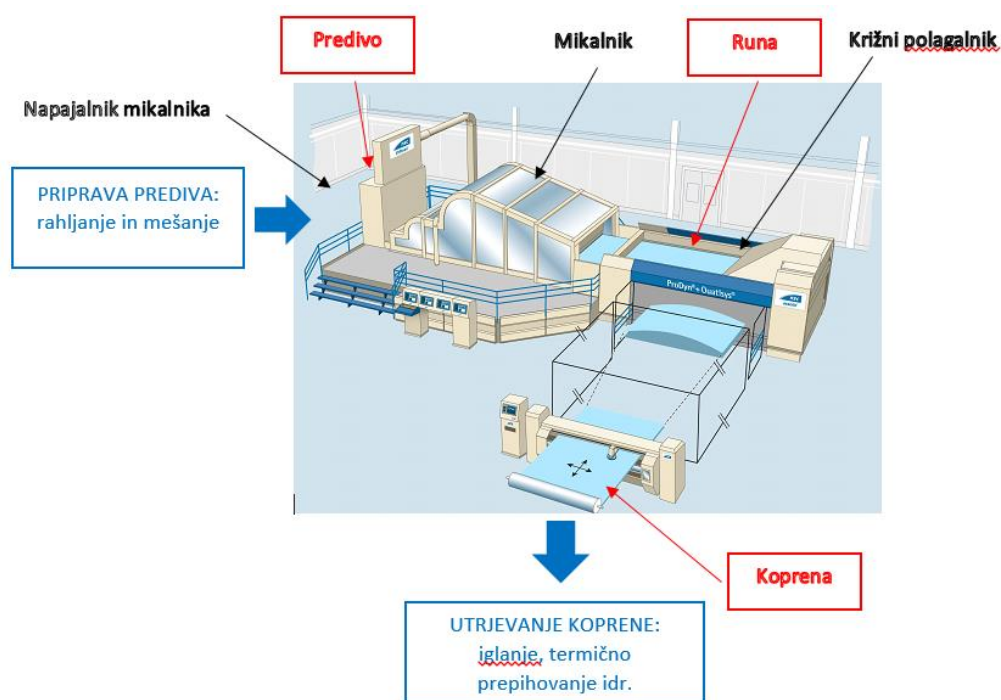 Predivo
Mikalnik
Runa
Križni polagalnik
Napajalnik mikalnika
PRIPRAVA PREDIVA:
rahljanje in mešanje
ProDyn® + Quatisys®
Koprena
UTRJEVANJE KOPRENE:
iglanje, termično
prepihovanje idr.